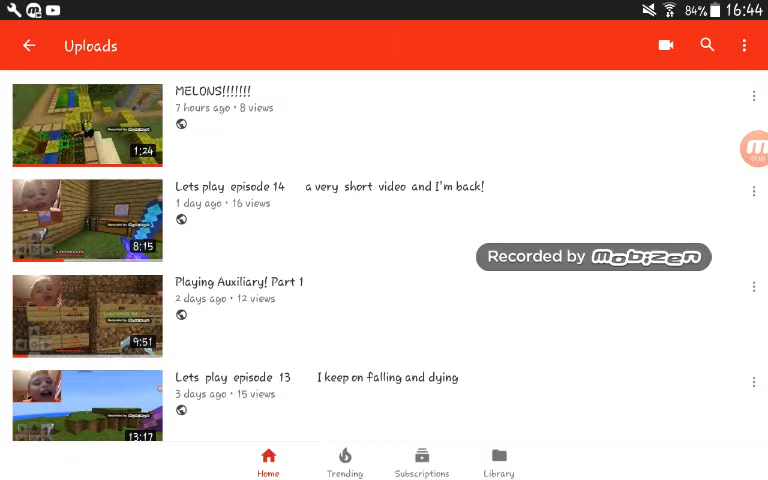 84% 16:44
Uploads
MELONS!!!!!!!
7 hours ago • 8 views
1:24
Lets play episode 14 a very short video and I'm back!
1 day ago • 16 views
8:15
Recorded by mobizen
Playing Auxiliary! Part 1
2 days ago • 12 views
9:51
Lets play episode 13 I keep on falling and dying
3 days ago • 15 views
13:17
Home Trending Subscriptions Library